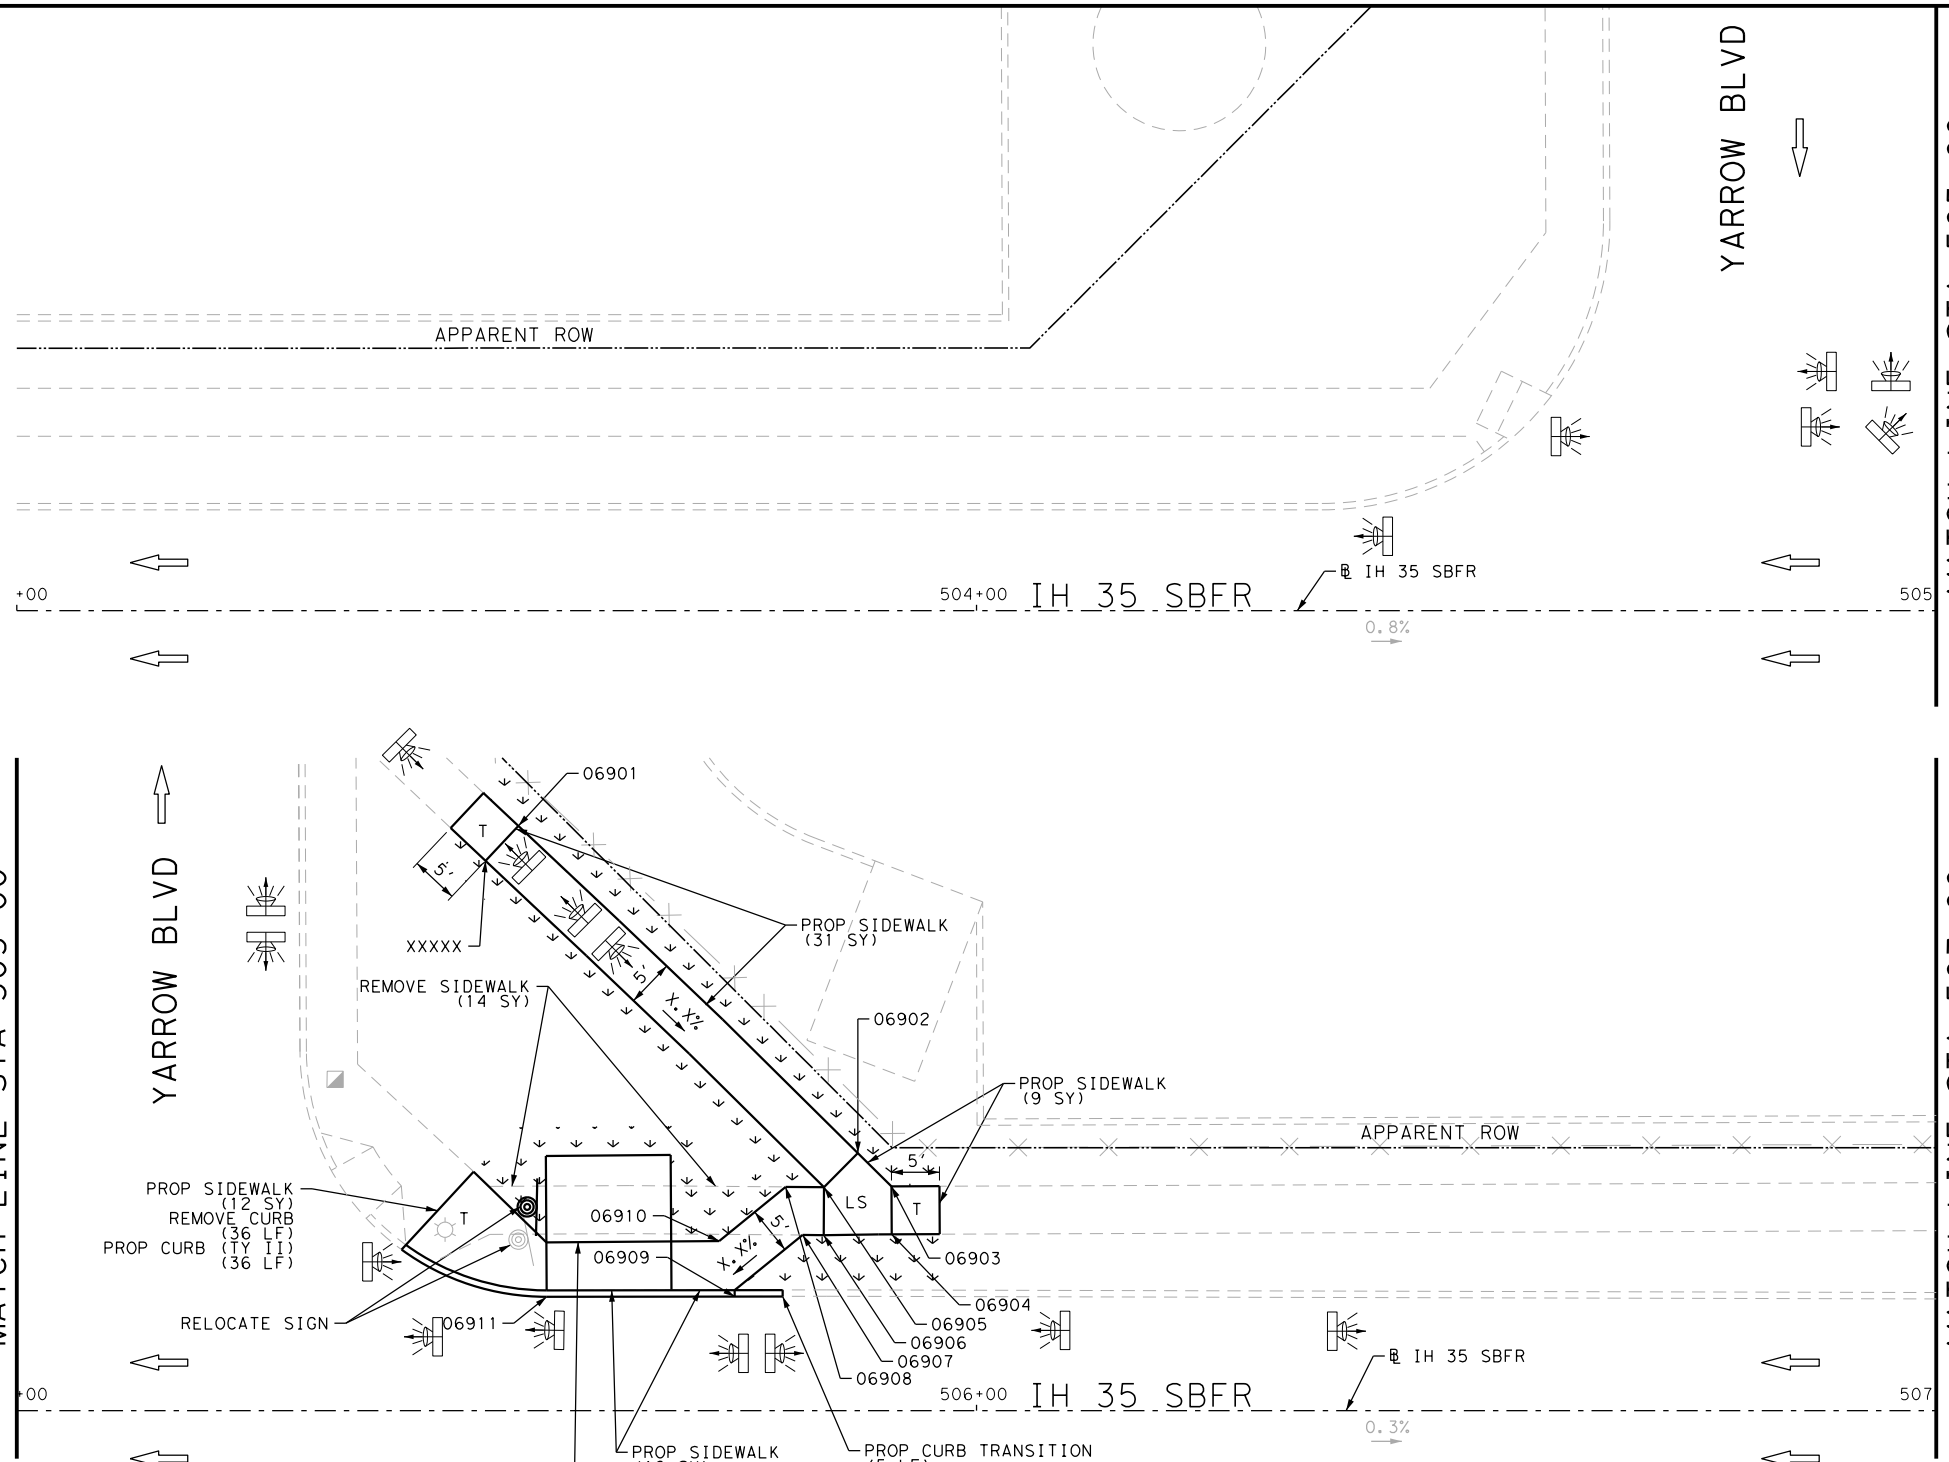 YARROW BLVD
APPARENT ROW
℄ IH 35 SBFR
+00
504+00
IH 35 SBFR
505
0.8%
06901
T
5'
YARROW BLVD
PROP SIDEWALK
(31 SY)
XXXXX
5'
REMOVE SIDEWALK
(14 SY)
X.X%
06902
PROP SIDEWALK
(9 SY)
APPARENT ROW
5'
PROP SIDEWALK
(12 SY)
REMOVE CURB
(36 LF)
PROP CURB (TY II)
(36 LF)
T
LS
T
06910
5'
X.X%
06909
06903
06904
RELOCATE SIGN
06911
06905
06906
06907
06908
IH 35 SBFR
+00
506+00
IH 35 SBFR
507
0.3%
PROP SIDEWALK
PROP CURB TRANSITION